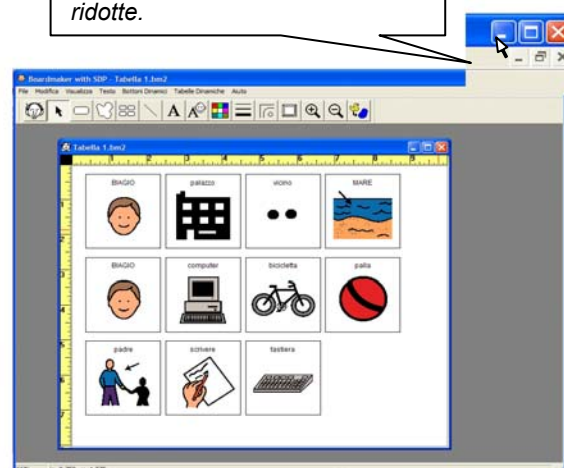 ridotte.
Boardmaker with SDP - Tabella 1.bm2
File Modifica Visualizza Testo Bottoni Dinamici Tabelle Dinamiche Aiuto
Tabella 1.bm2
BIAGIO palazzo vicino MARE
BIAGIO computer bicicletta palla
padre scrivere tastiera